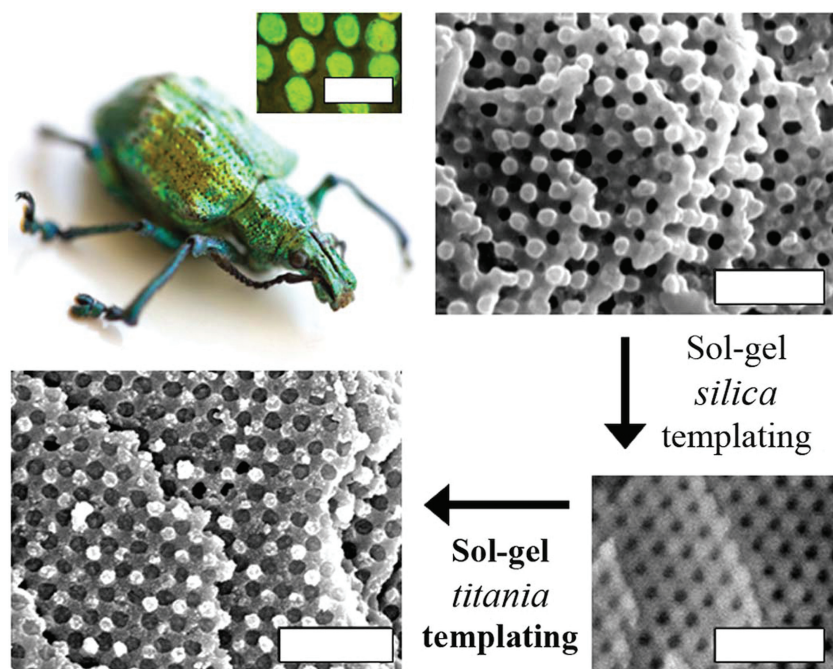 Sol-gel
silica
templating
Sol-gel
titania
templating